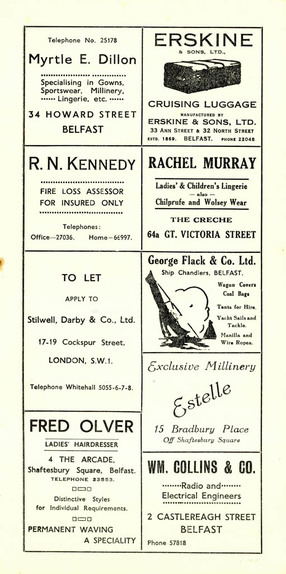 Telephone No. 25178
Myrtle E. Dillon
Specialising in Gowns,
Sportswear, Millinery,
Lingerie, etc.
34 HOWARD STREET
BELFAST
R. N. KENNEDY
FIRE LOSS ASSESSOR
FOR INSURED ONLY
Telephones:
Office—27036. Home—66997.
TO LET
APPLY TO
Stilwell, Darby & Co., Ltd.
17-19 Cockspur Street,
LONDON, S.W.1.
Telephone Whitehall 5055-6-7-8.
FRED OLVER
LADIES' HAIRDRESSER
4 THE ARCADE,
Shaftesbury Square, Belfast.
TELEPHONE 23553.
Distinctive Styles
for Individual Requirements.
PERMANENT WAVING
A SPECIALITY
ERSKINE
& SONS, LTD.,
CRUISING LUGGAGE
MANUFACTURED BY
ERSKINE & SONS, LTD.
33 ANN STREET & 32 NORTH STREET
ESTD. 1869. BELFAST. PHONE 22048
RACHEL MURRAY
Ladies' & Children's Lingerie
— also —
Chilprufe and Wolsey Wear
THE CRECHE
64a GT. VICTORIA STREET
George Flack & Co. Ltd.
Ship Chandlers, BELFAST.
Wagon Covers
Coal Bags
Tents for Hire.
Yacht Sails and
Tackle.
Manilla and
Wire Ropes.
Exclusive Millinery
Estelle
15 Bradbury Place
Off Shaftesbury Square
WM. COLLINS & CO.
Radio and
Electrical Engineers
2 CASTLEREAGH STREET
BELFAST
Phone 57818